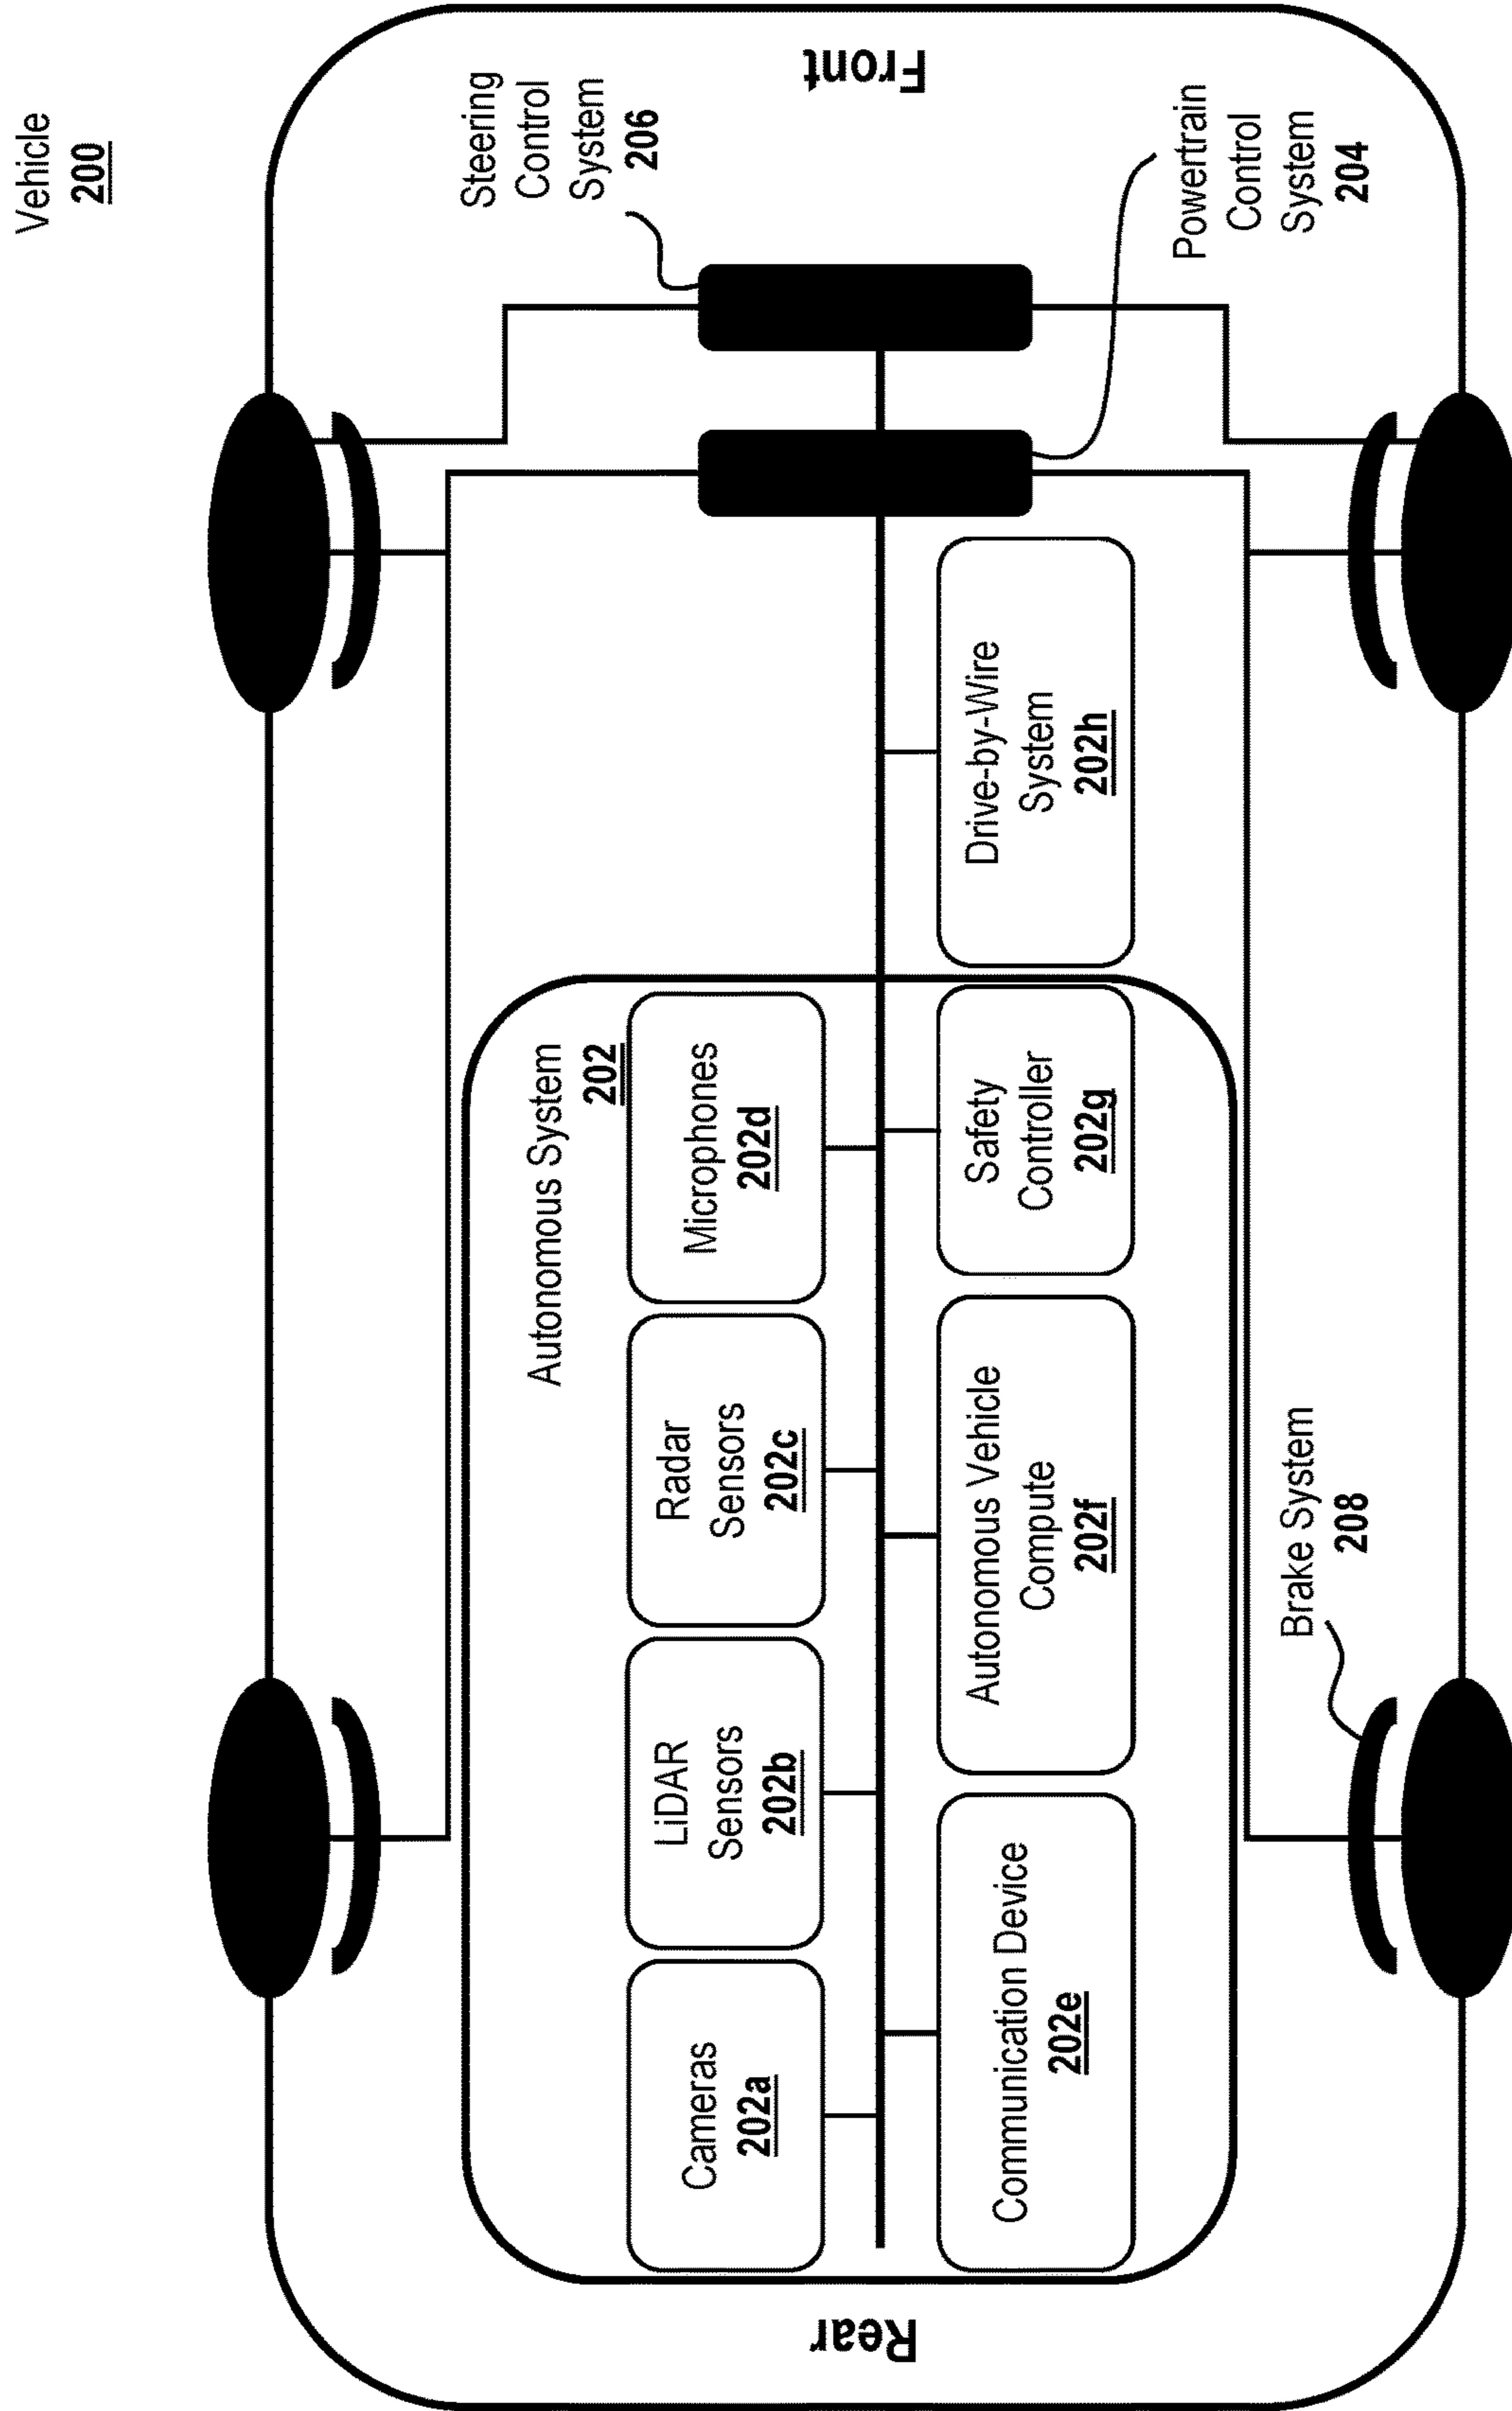 Vehicle
200
Steering
Control
System
206
Front
Powertrain
Control
System
204
Autonomous System
202
Cameras
202a
LiDAR
Sensors
202b
Radar
Sensors
202c
Microphones
202d
Communication Device
202e
Autonomous Vehicle
Compute
202f
Safety
Controller
202g
Drive-by-Wire
System
202h
Brake System
208
Rear